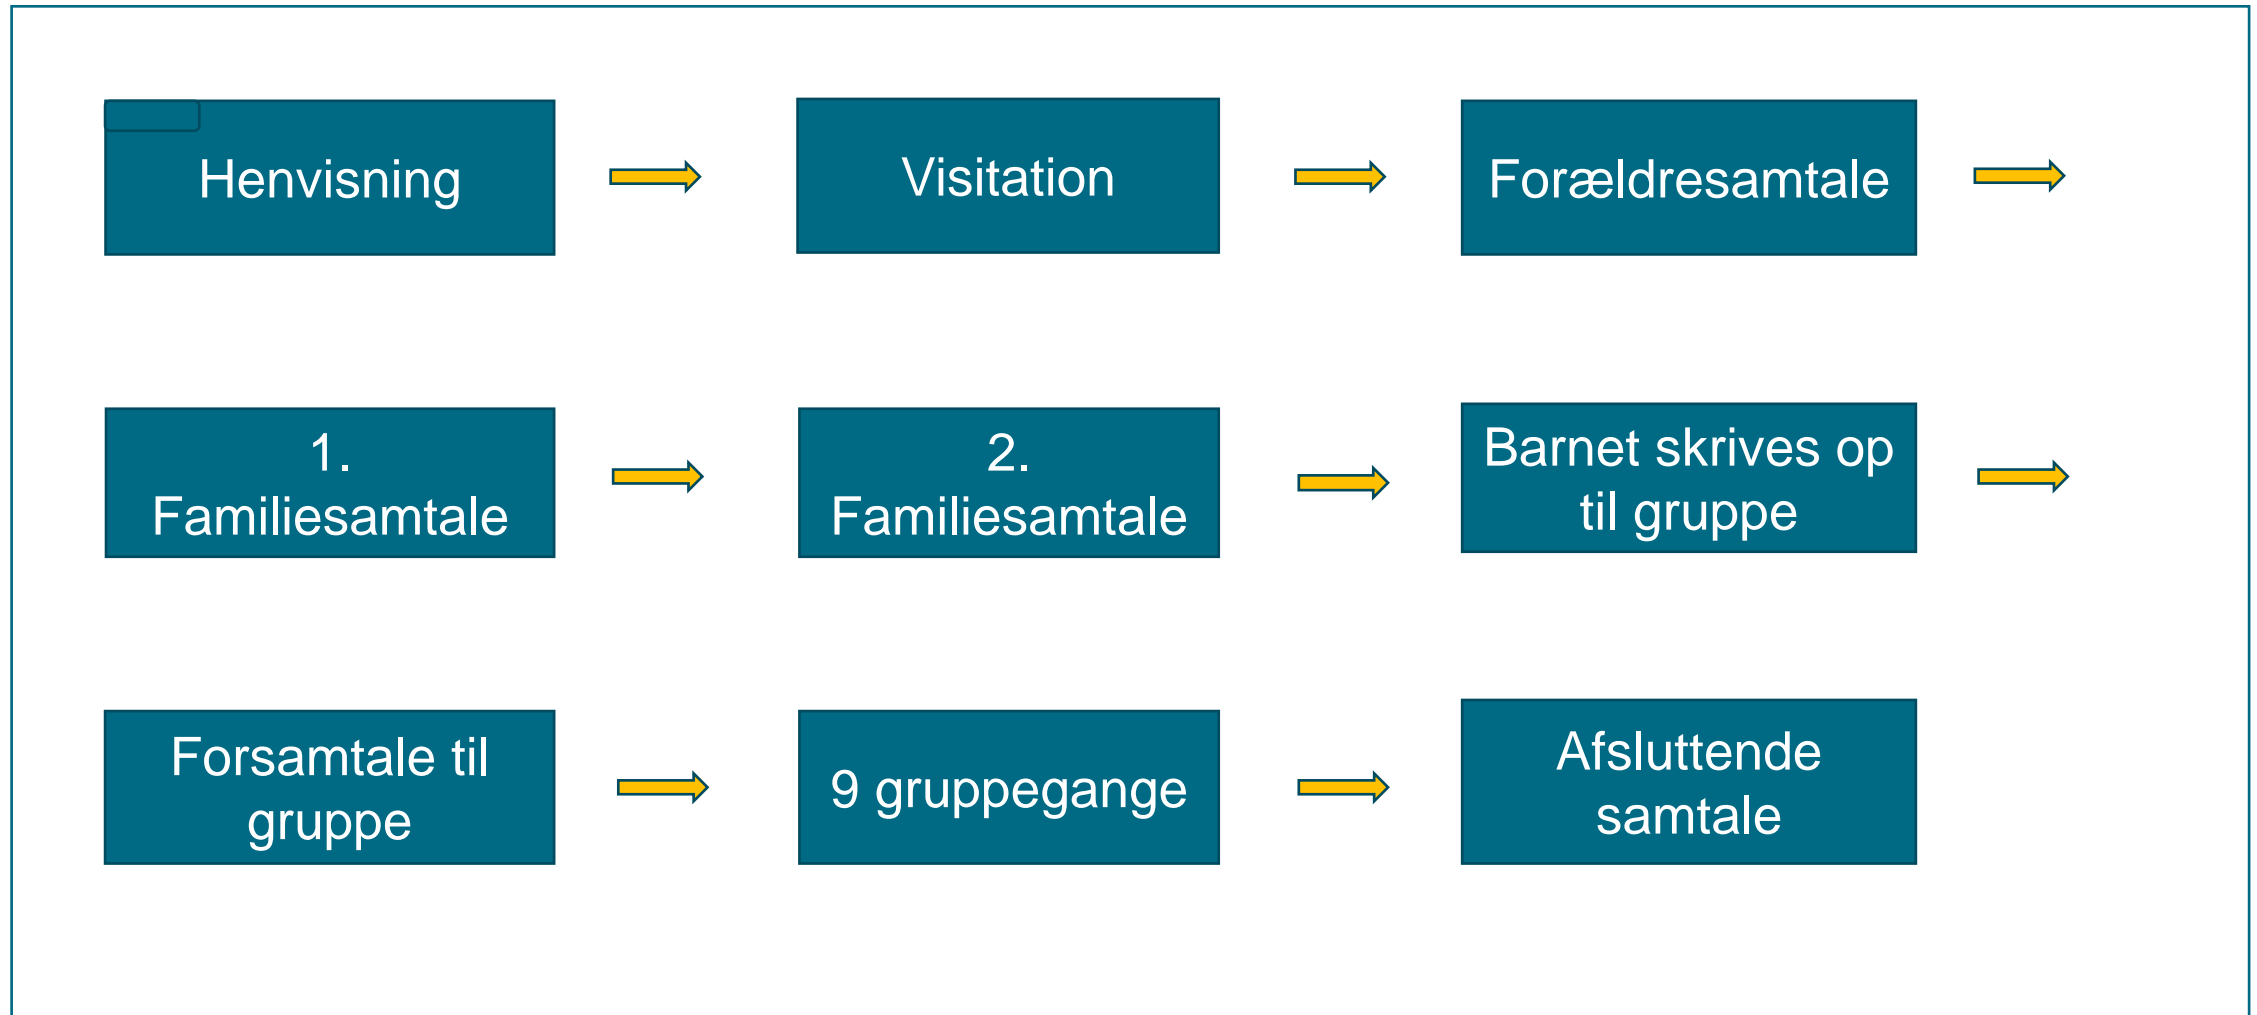 Henvisning
Visitation
Forældresamtale
1.
Familiesamtale
2.
Familiesamtale
Barnet skrives op
til gruppe
Forsamtale til
gruppe
9 gruppegange
Afsluttende
samtale